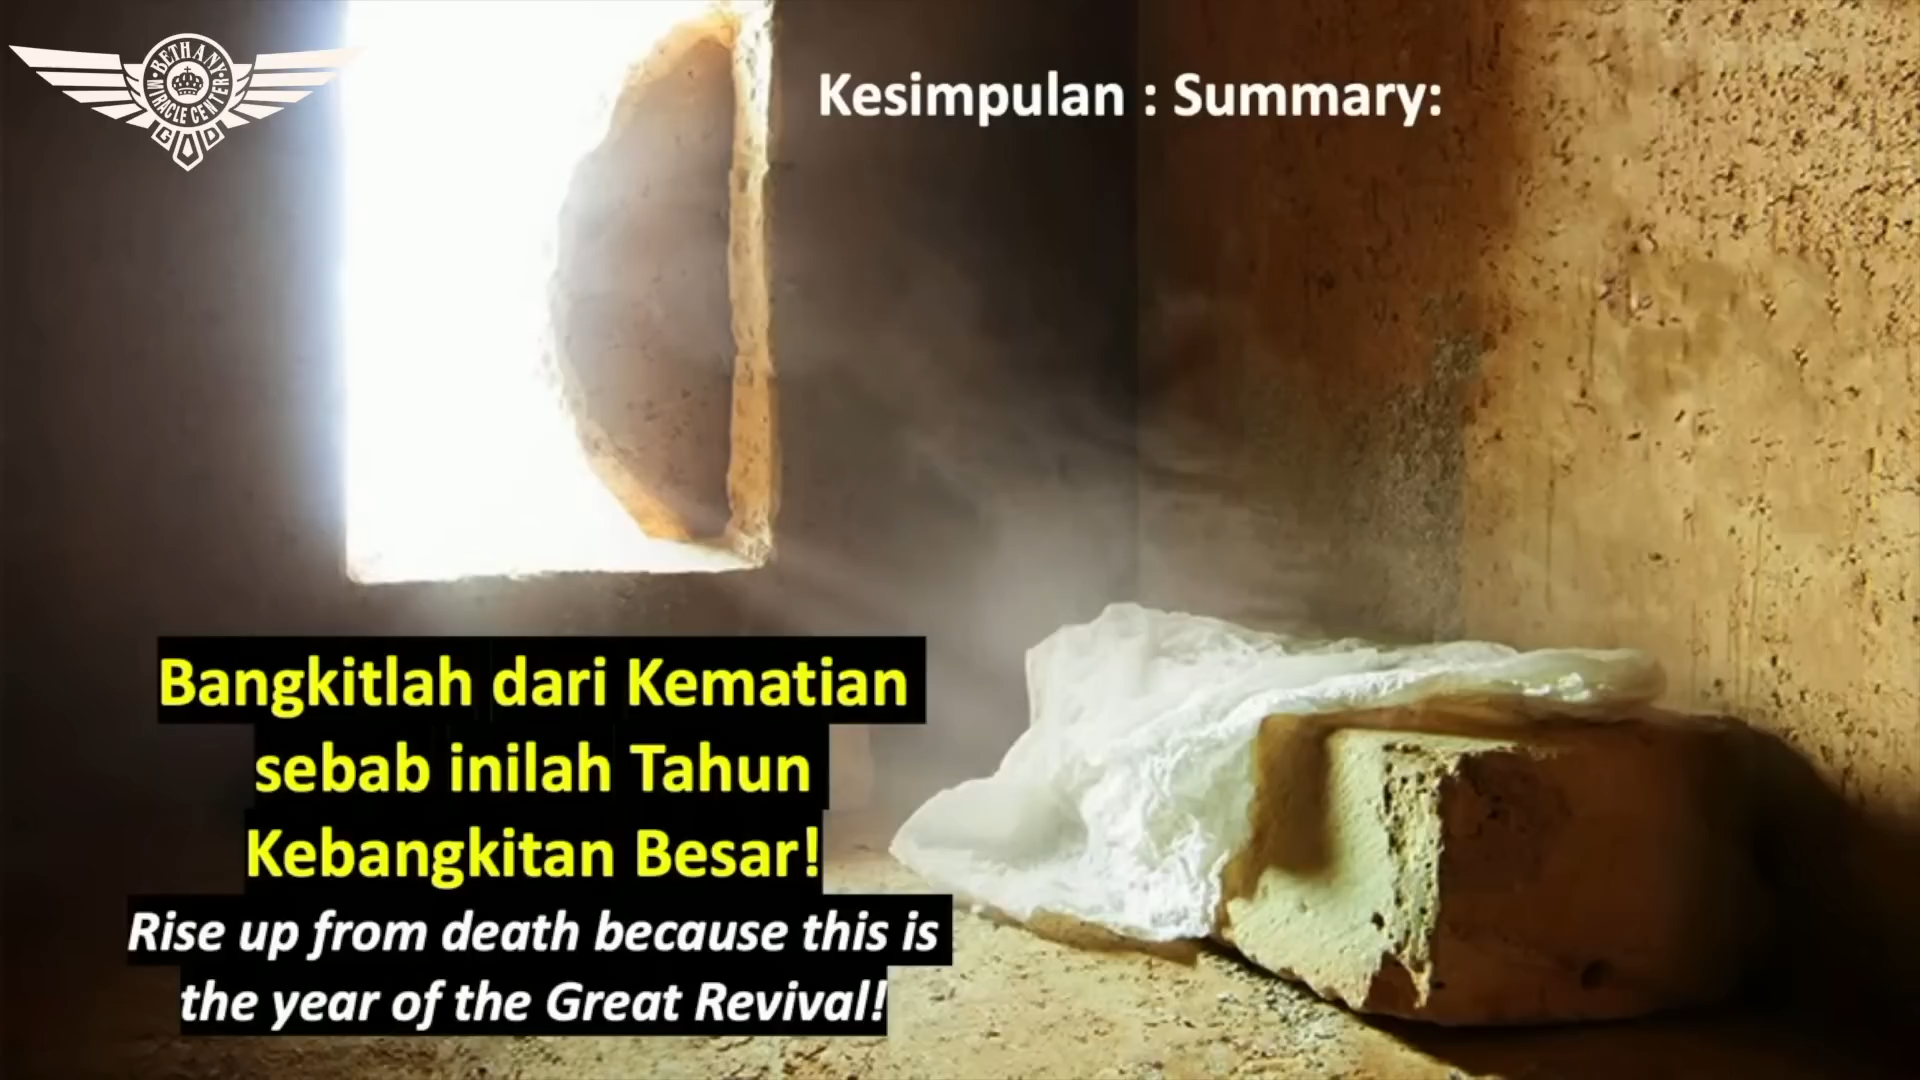 BETHANY
MIRACLE CENTER
GOD
Kesimpulan : Summary:
Bangkitlah dari Kematian
sebab inilah Tahun
Kebangkitan Besar!
Rise up from death because this is
the year of the Great Revival!